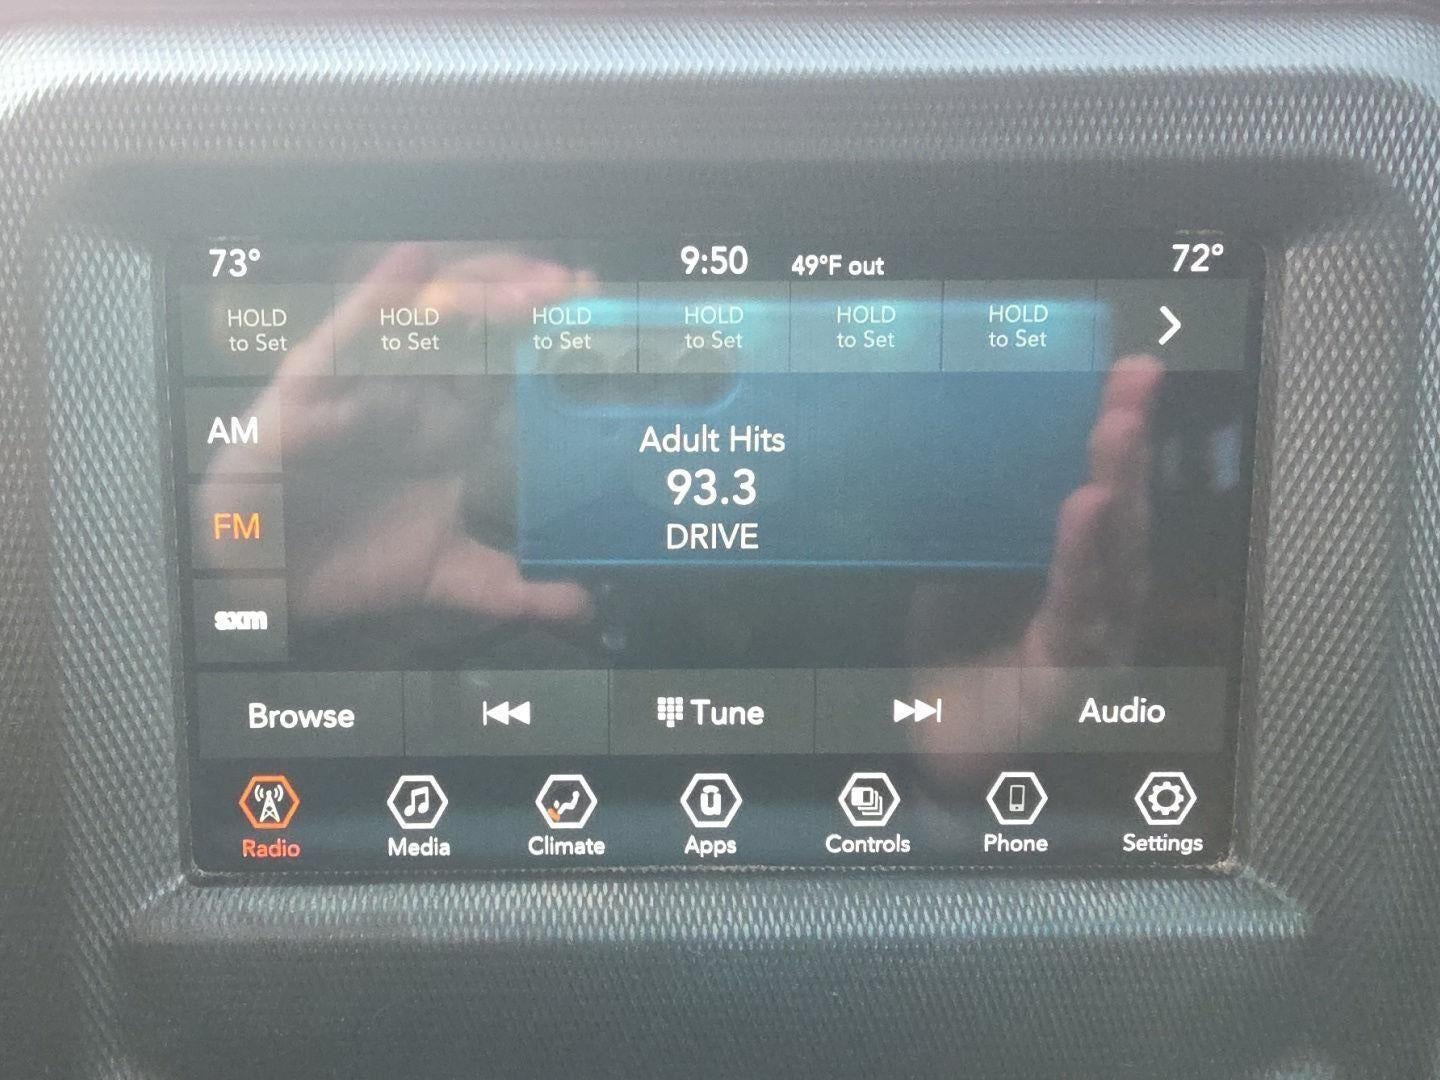 73° 9:50 49°F out 72°
HOLD HOLD HOLD HOLD HOLD HOLD
to Set to Set to Set to Set to Set to Set
AM
Adult Hits
93.3
FM
DRIVE
sxm
Browse Tune Audio
Radio Media Climate Apps Controls Phone Settings